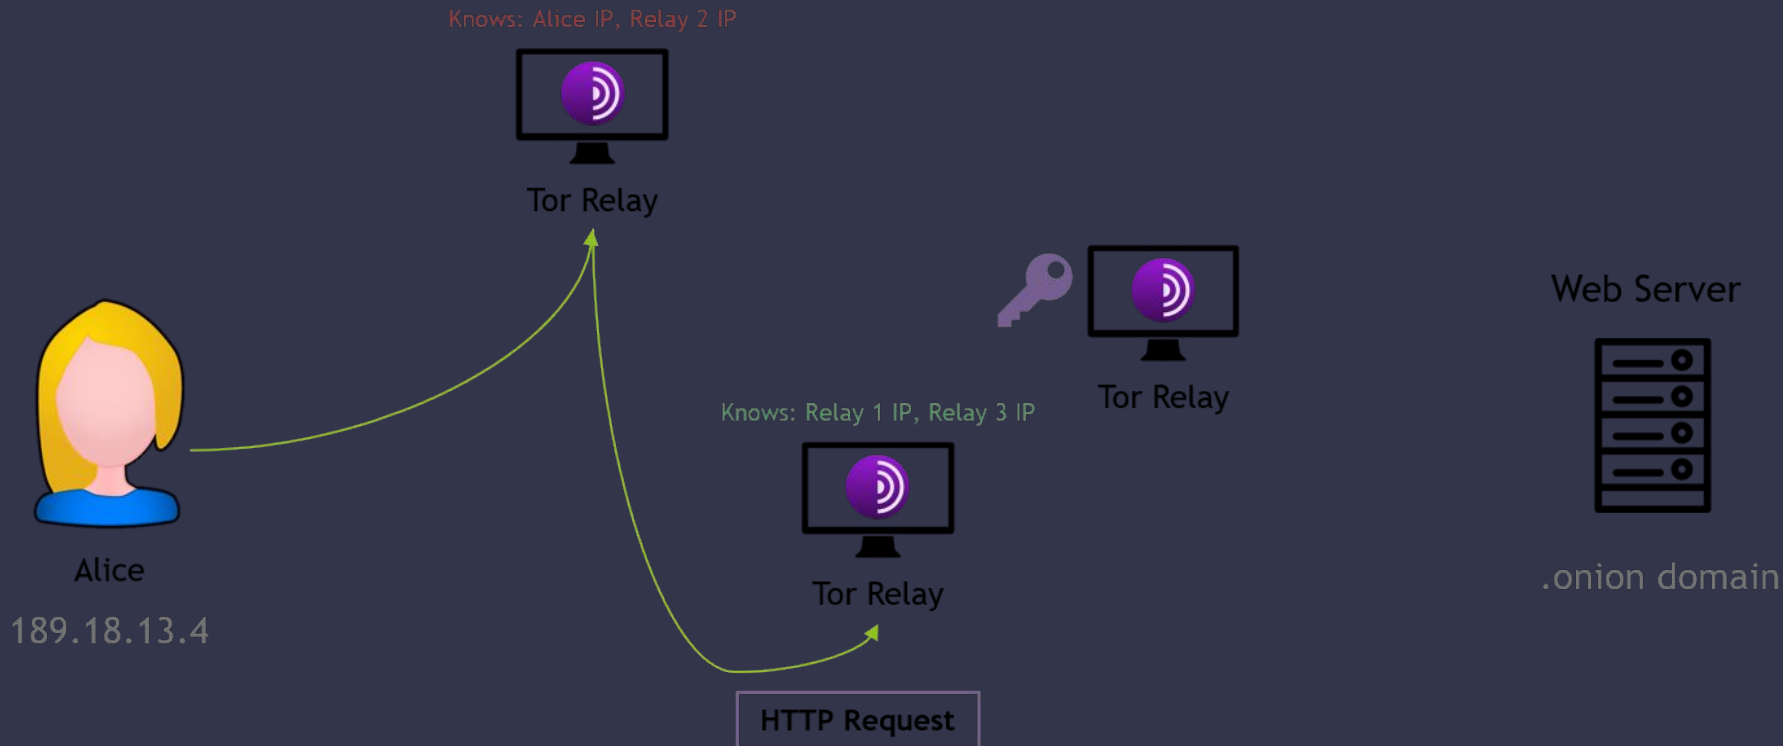 Knows: Alice IP, Relay 2 IP
Tor Relay
Web Server
Tor Relay
Knows: Relay 1 IP, Relay 3 IP
Alice
Tor Relay
.onion domain
189.18.13.4
HTTP Request